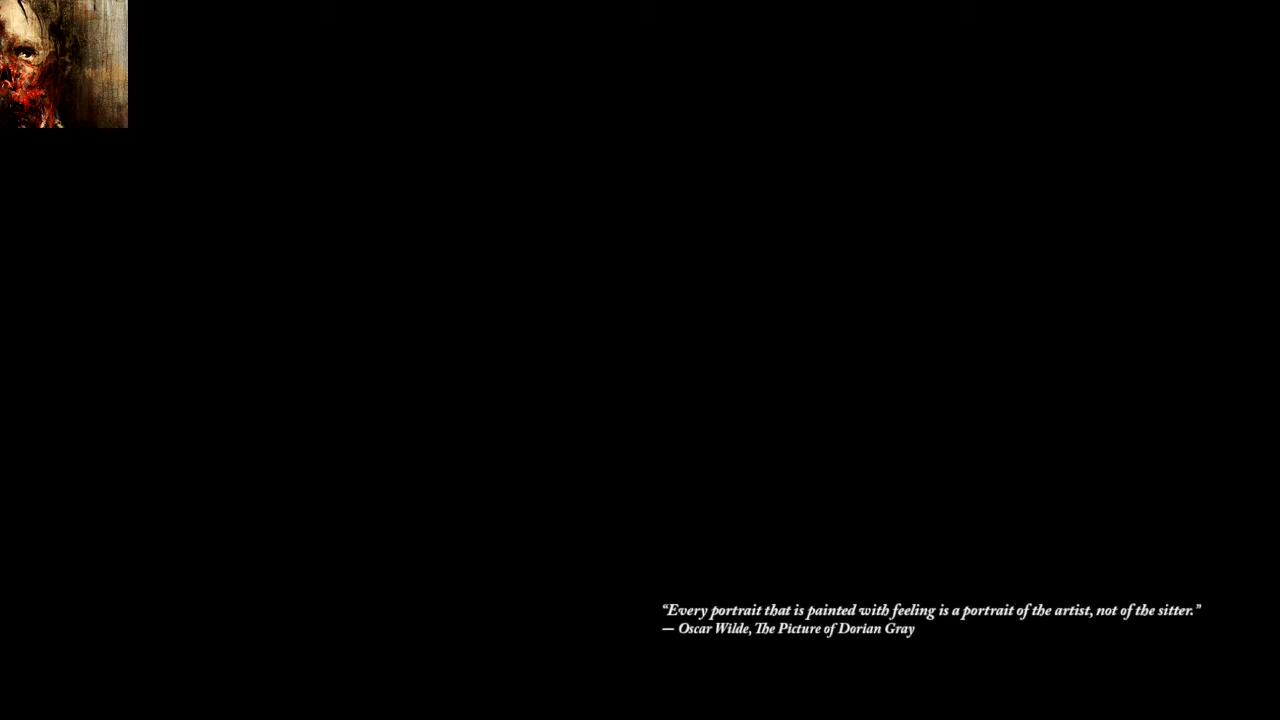 “Every portrait that is painted with feeling is a portrait of the artist, not of the sitter.”
— Oscar Wilde, The Picture of Dorian Gray